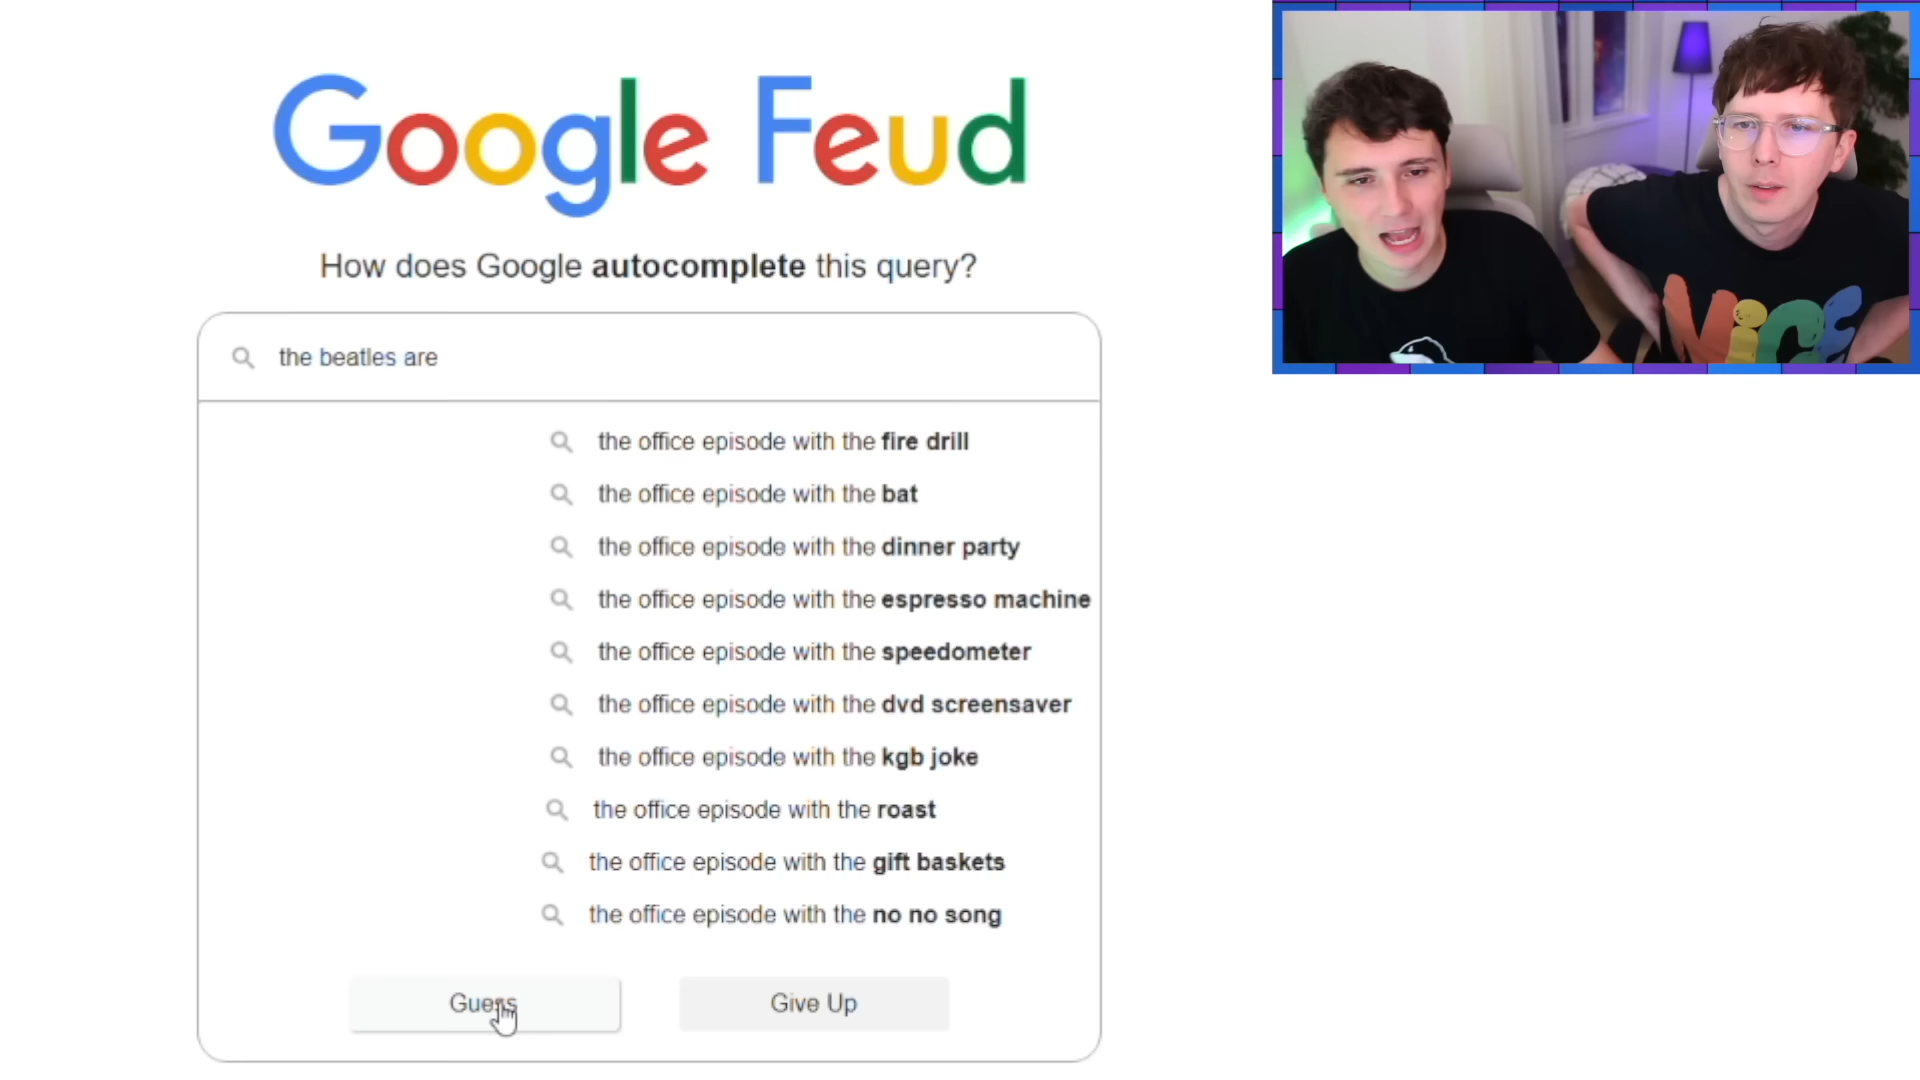 Google Feud
How does Google autocomplete this query?
the beatles are
the office episode with the fire drill
the office episode with the bat
the office episode with the dinner party
the office episode with the espresso machine
the office episode with the speedometer
the office episode with the dvd screensaver
the office episode with the kgb joke
the office episode with the roast
the office episode with the gift baskets
the office episode with the no no song
Guess
Give Up
NiCE